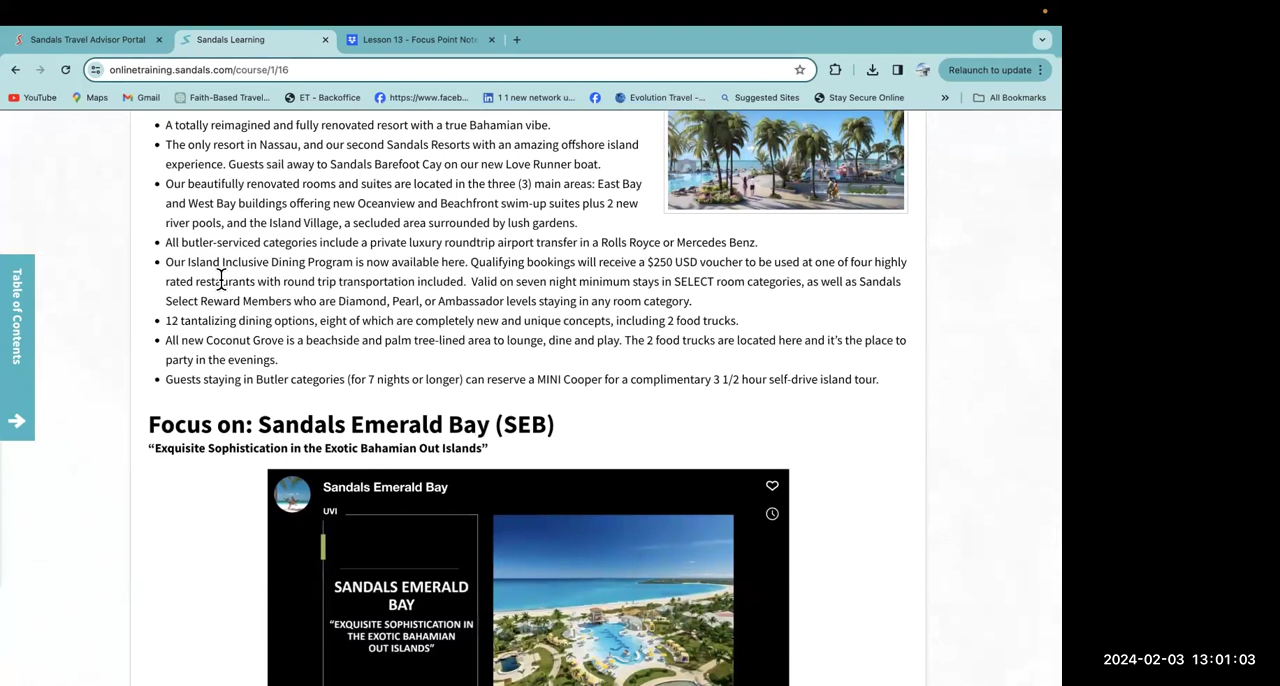 Sandals Travel Advisor Portal
Sandals Learning
Lesson 13 - Focus Point Not
onlinetraining.sandals.com/course/1/16
Relaunch to update
YouTube
Maps
Gmail
Faith-Based Travel...
ET - Backoffice
https://www.faceb...
1 1 new network u...
Evolution Travel -...
Suggested Sites
Stay Secure Online
»
All Bookmarks
• A totally reimagined and fully renovated resort with a true Bahamian vibe.
• The only resort in Nassau, and our second Sandals Resorts with an amazing offshore island
experience. Guests sail away to Sandals Barefoot Cay on our new Love Runner boat.
• Our beautifully renovated rooms and suites are located in the three (3) main areas: East Bay
and West Bay buildings offering new Oceanview and Beachfront swim-up suites plus 2 new
river pools, and the Island Village, a secluded area surrounded by lush gardens.
• All butler-serviced categories include a private luxury roundtrip airport transfer in a Rolls Royce or Mercedes Benz.
• Our Island Inclusive Dining Program is now available here. Qualifying bookings will receive a $250 USD voucher to be used at one of four highly
rated restaurants with round trip transportation included. Valid on seven night minimum stays in SELECT room categories, as well as Sandals
Select Reward Members who are Diamond, Pearl, or Ambassador levels staying in any room category.
• 12 tantalizing dining options, eight of which are completely new and unique concepts, including 2 food trucks.
• All new Coconut Grove is a beachside and palm tree-lined area to lounge, dine and play. The 2 food trucks are located here and it's the place to
party in the evenings.
• Guests staying in Butler categories (for 7 nights or longer) can reserve a MINI Cooper for a complimentary 3 1/2 hour self-drive island tour.
Table of Contents
Focus on: Sandals Emerald Bay (SEB)
“Exquisite Sophistication in the Exotic Bahamian Out Islands”
Sandals Emerald Bay
UVI
SANDALS EMERALD
BAY
“EXQUISITE SOPHISTICATION IN
THE EXOTIC BAHAMIAN
OUT ISLANDS”
2024-02-03 13:01:03